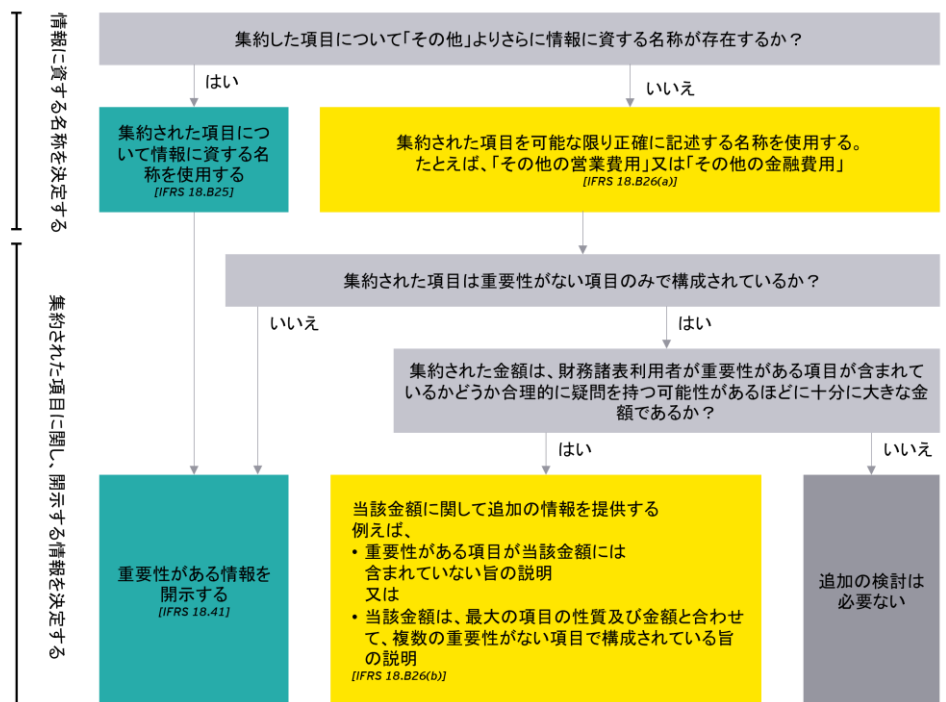 情報に資する名称を決定する
集約した項目について「その他」よりさらに情報に資する名称が存在するか？
はい
いいえ
集約された項目につ
いて情報に資する名
称を使用する
[IFRS 18.B25]
集約された項目を可能な限り正確に記述する名称を使用する。
たとえば、「その他の営業費用」又は「その他の金融費用」
[IFRS 18.B26(a)]
集約された項目に関し、開示する情報を決定する
集約された項目は重要性がない項目のみで構成されているか？
いいえ
はい
集約された金額は、財務諸表利用者が重要性がある項目が含まれて
いるかどうか合理的に疑問を持つ可能性があるほどに十分に大きな金
額であるか？
はい
いいえ
重要性がある情報を
開示する
[IFRS 18.41]
当該金額に関して追加の情報を提供する
例えば、
• 重要性がある項目が当該金額には
含まれていない旨の説明
又は
• 当該金額は、最大の項目の性質及び金額と合わせ
て、複数の重要性がない項目で構成されている旨
の説明
[IFRS 18.B26(b)]
追加の検討は
必要ない